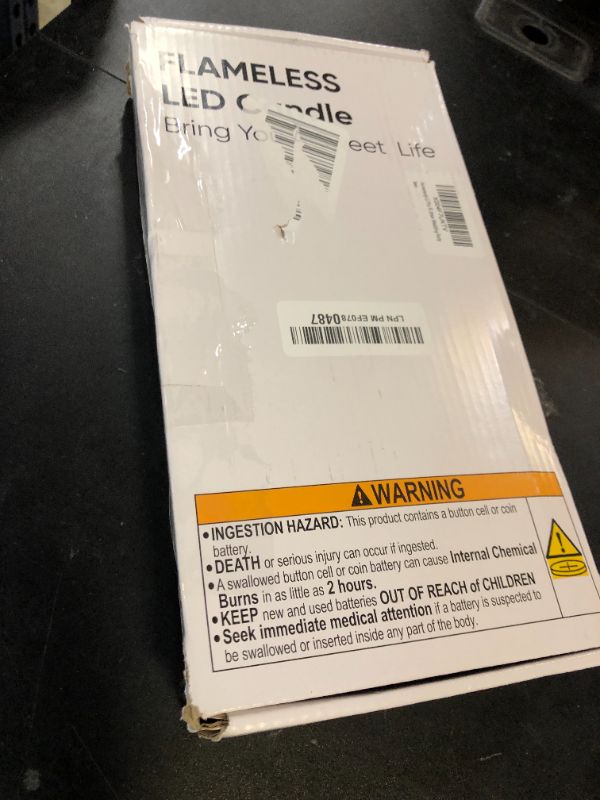 FLAMELESS
LED Candle
Bring Yo eet Life
LPN PM EF0780487
WARNING
•INGESTION HAZARD: This product contains a button cell or coin
battery.
•DEATH or serious injury can occur if ingested.
•A swallowed button cell or coin battery can cause Internal Chemical
Burns in as little as 2 hours.
•KEEP new and used batteries OUT OF REACH of CHILDREN
•Seek immediate medical attention if a battery is suspected to
be swallowed or inserted inside any part of the body.